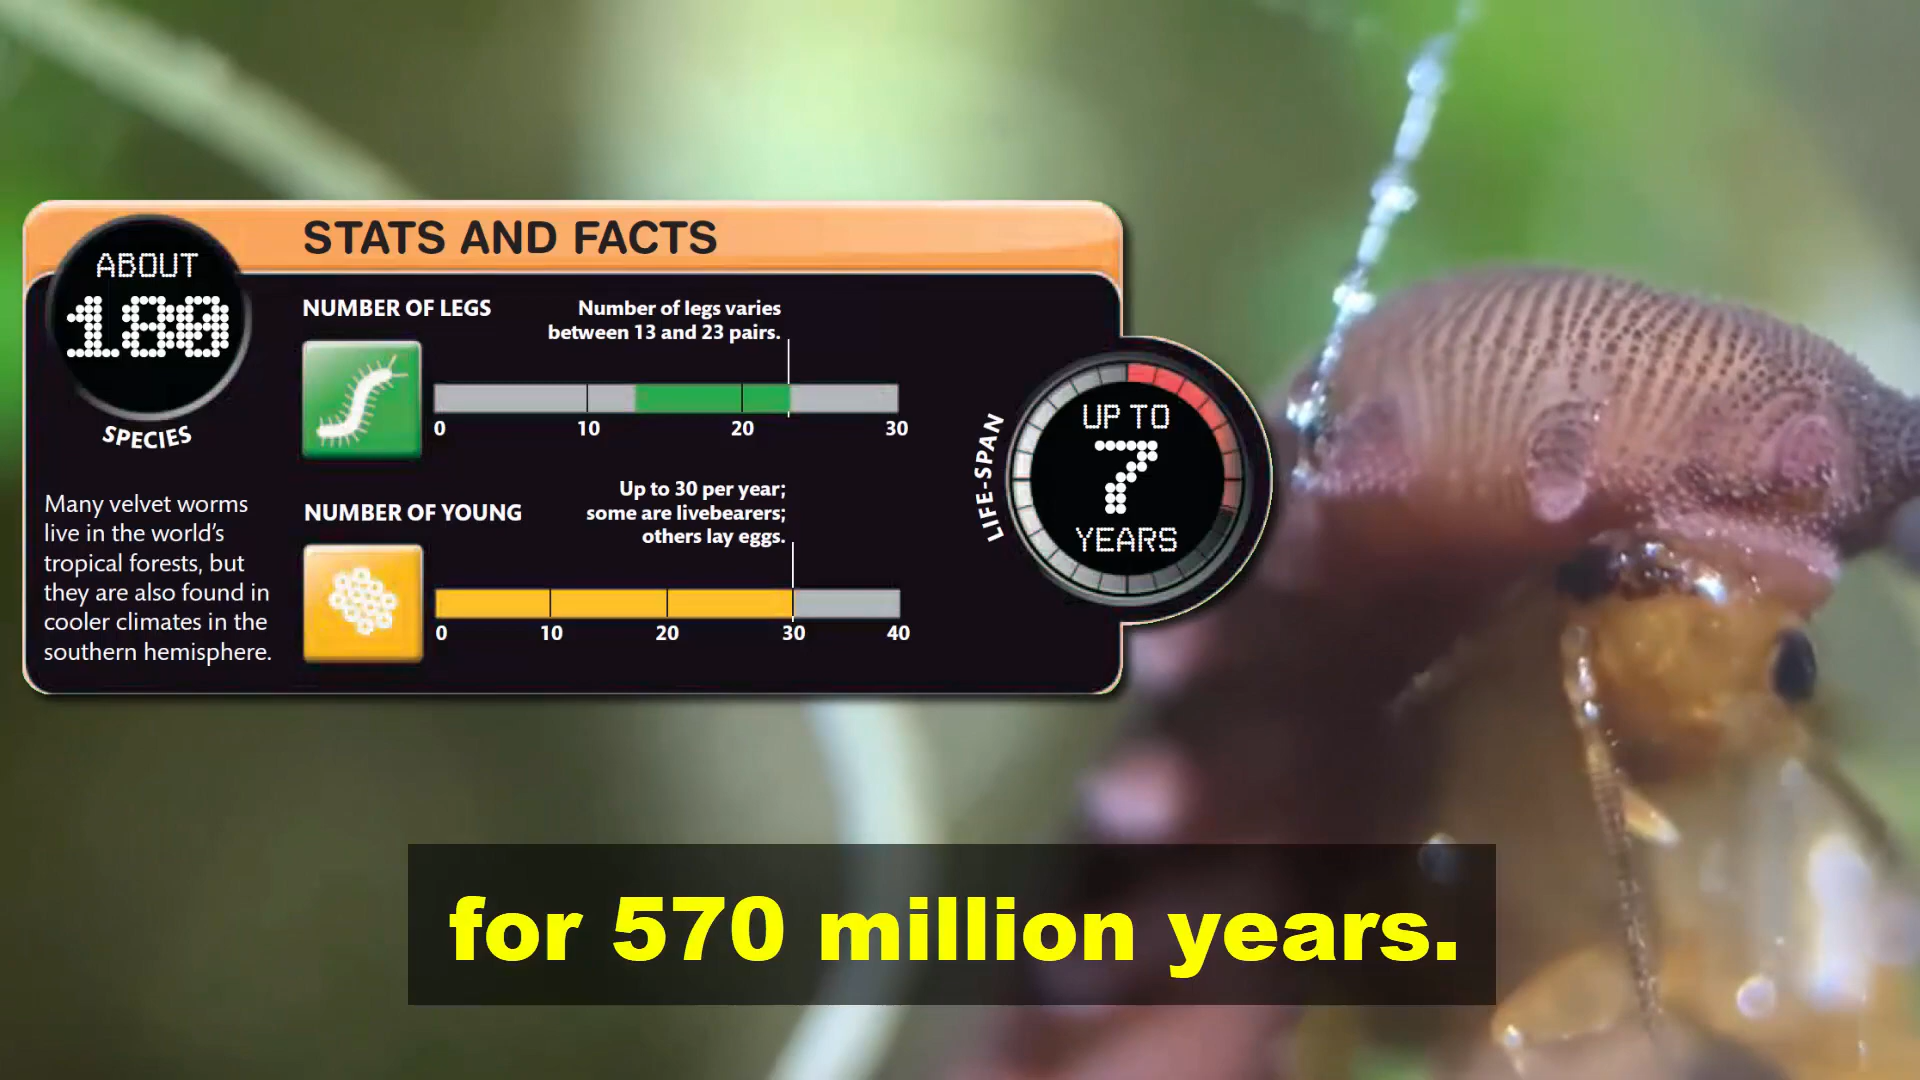 STATS AND FACTS
ABOUT
180
SPECIES
Many velvet worms
live in the world's
tropical forests, but
they are also found in
cooler climates in the
southern hemisphere.
NUMBER OF LEGS
Number of legs varies
between 13 and 23 pairs.
0 10 20 30
NUMBER OF YOUNG
Up to 30 per year;
some are livebearers;
others lay eggs.
0 10 20 30 40
LIFE-SPAN
UP TO
7
YEARS
for 570 million years.